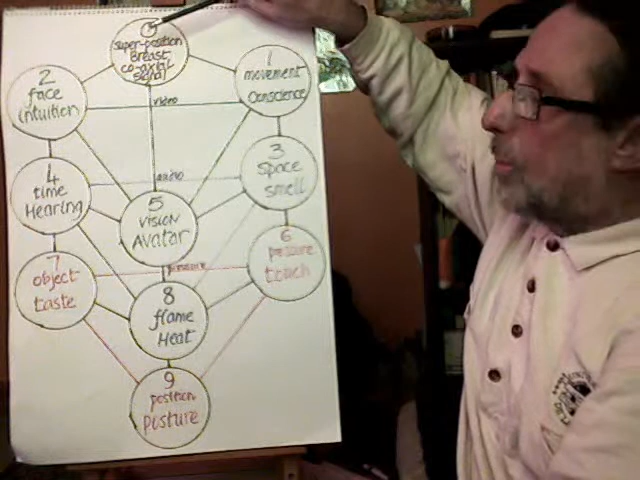 0
super-position
Breast
co-axial
signal
1
movement
Conscience
2
face
intuition
video
3
space
smell
4
time
Hearing
audio
5
VISION
AVATAR
6
pressure
touch
7
object
taste
8
flame
Heat
9
position
posture